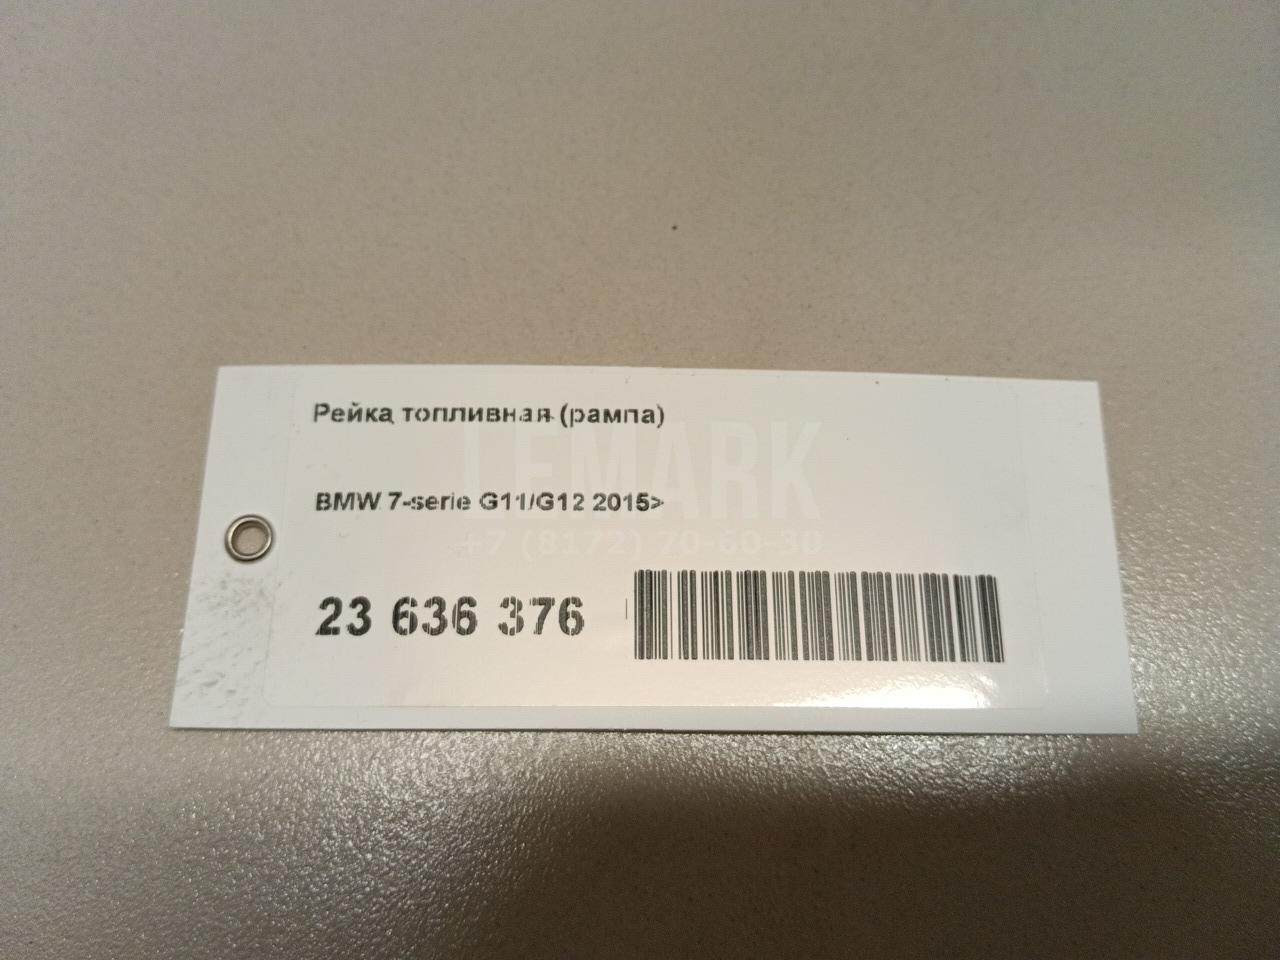 Рейка топливная (рампа)
LEMARK
BMW 7-serie G11/G12 2015>
+7 (8172) 70-60-30
23 636 376